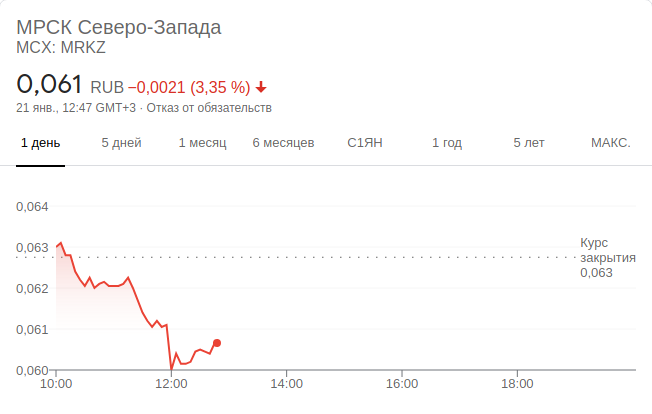 МРСК Северо-Запада
MCX: MRKZ
0,061 RUB −0,0021 (3,35 %)
21 янв., 12:47 GMT+3 · Отказ от обязательств
1 день 5 дней 1 месяц 6 месяцев С1ЯН 1 год 5 лет МАКС.
0,064
0,063
Курс
закрытия
0,063
0,062
0,061
0,060
10:00 12:00 14:00 16:00 18:00